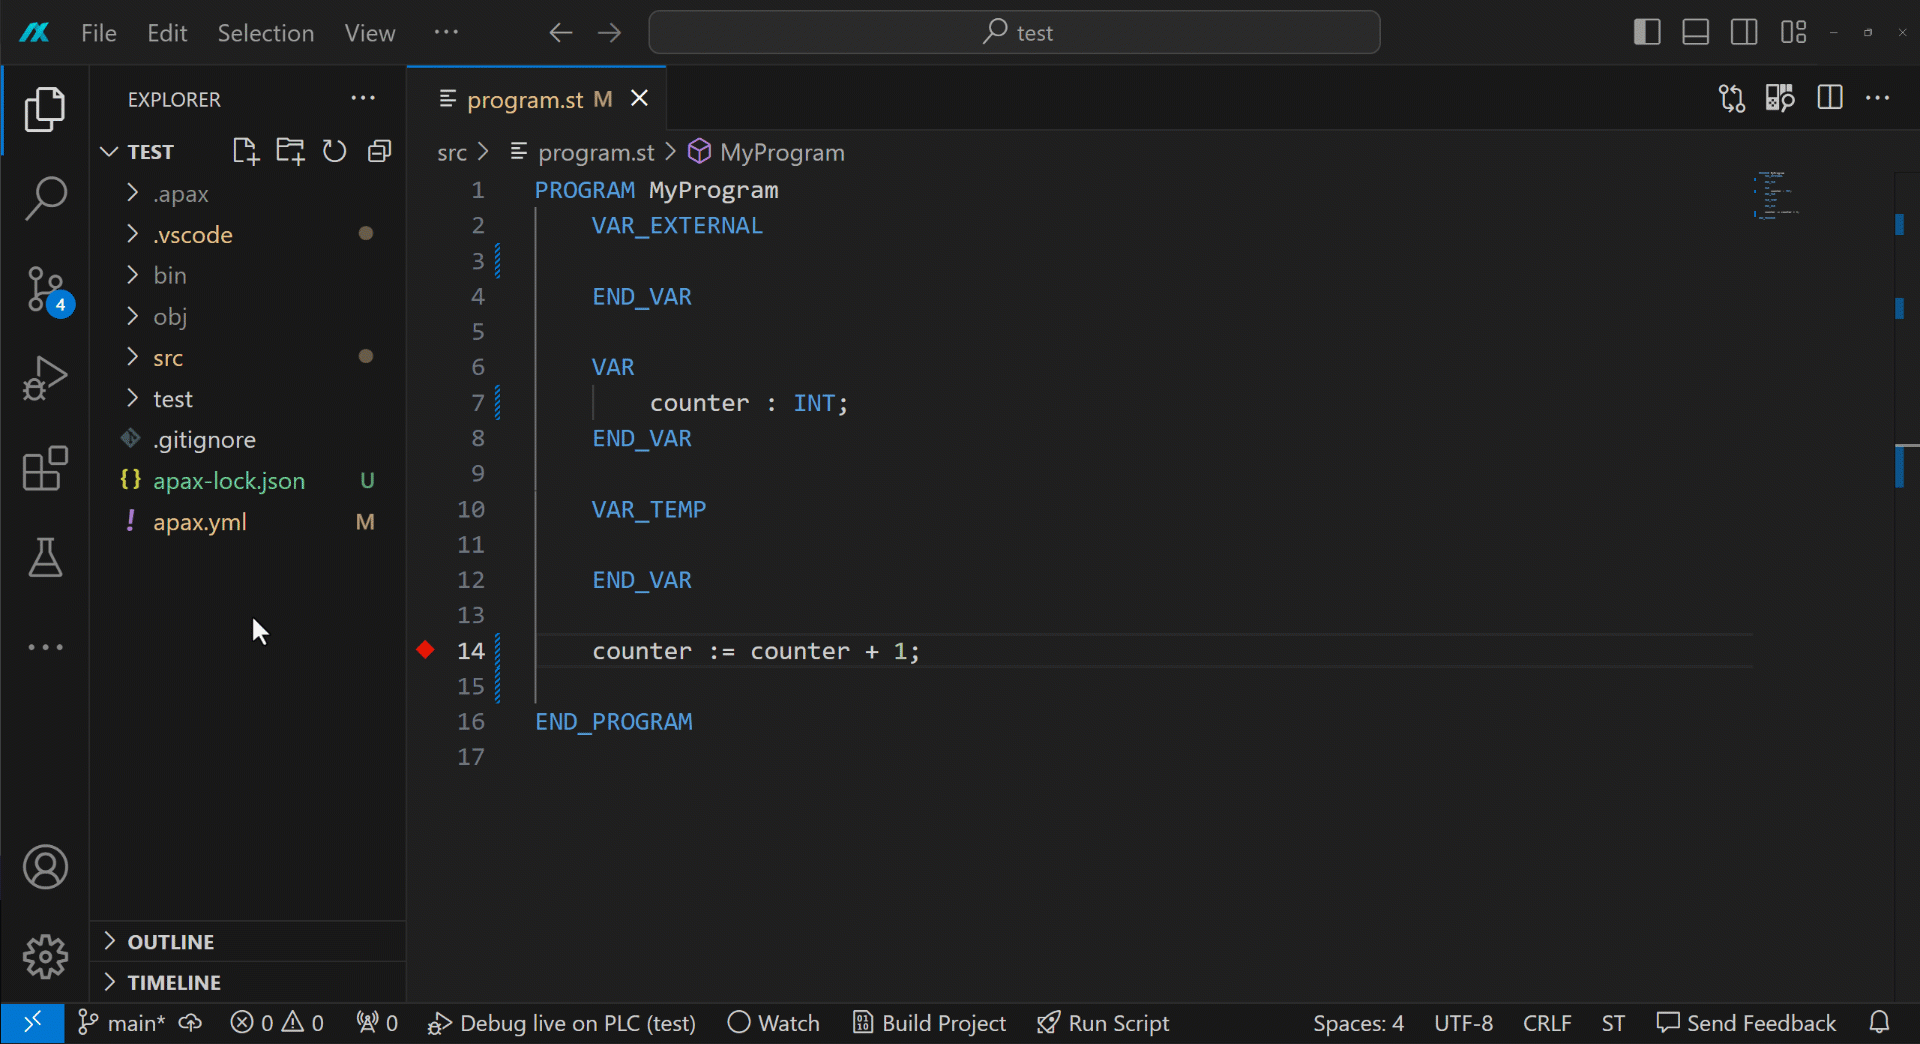 File Edit Selection View
test
EXPLORER
TEST
.apax
.vscode
bin
obj
src
test
.gitignore
{} apax-lock.json U
! apax.yml M
OUTLINE
TIMELINE
4
program.st M
src > program.st > MyProgram
1 PROGRAM MyProgram
2 VAR_EXTERNAL
3
4 END_VAR
5
6 VAR
7 counter : INT;
8 END_VAR
9
10 VAR_TEMP
11
12 END_VAR
13
14 counter := counter + 1;
15
16 END_PROGRAM
17
main* 0 0 0 Debug live on PLC (test) Watch Build Project Run Script Spaces: 4 UTF-8 CRLF ST Send Feedback